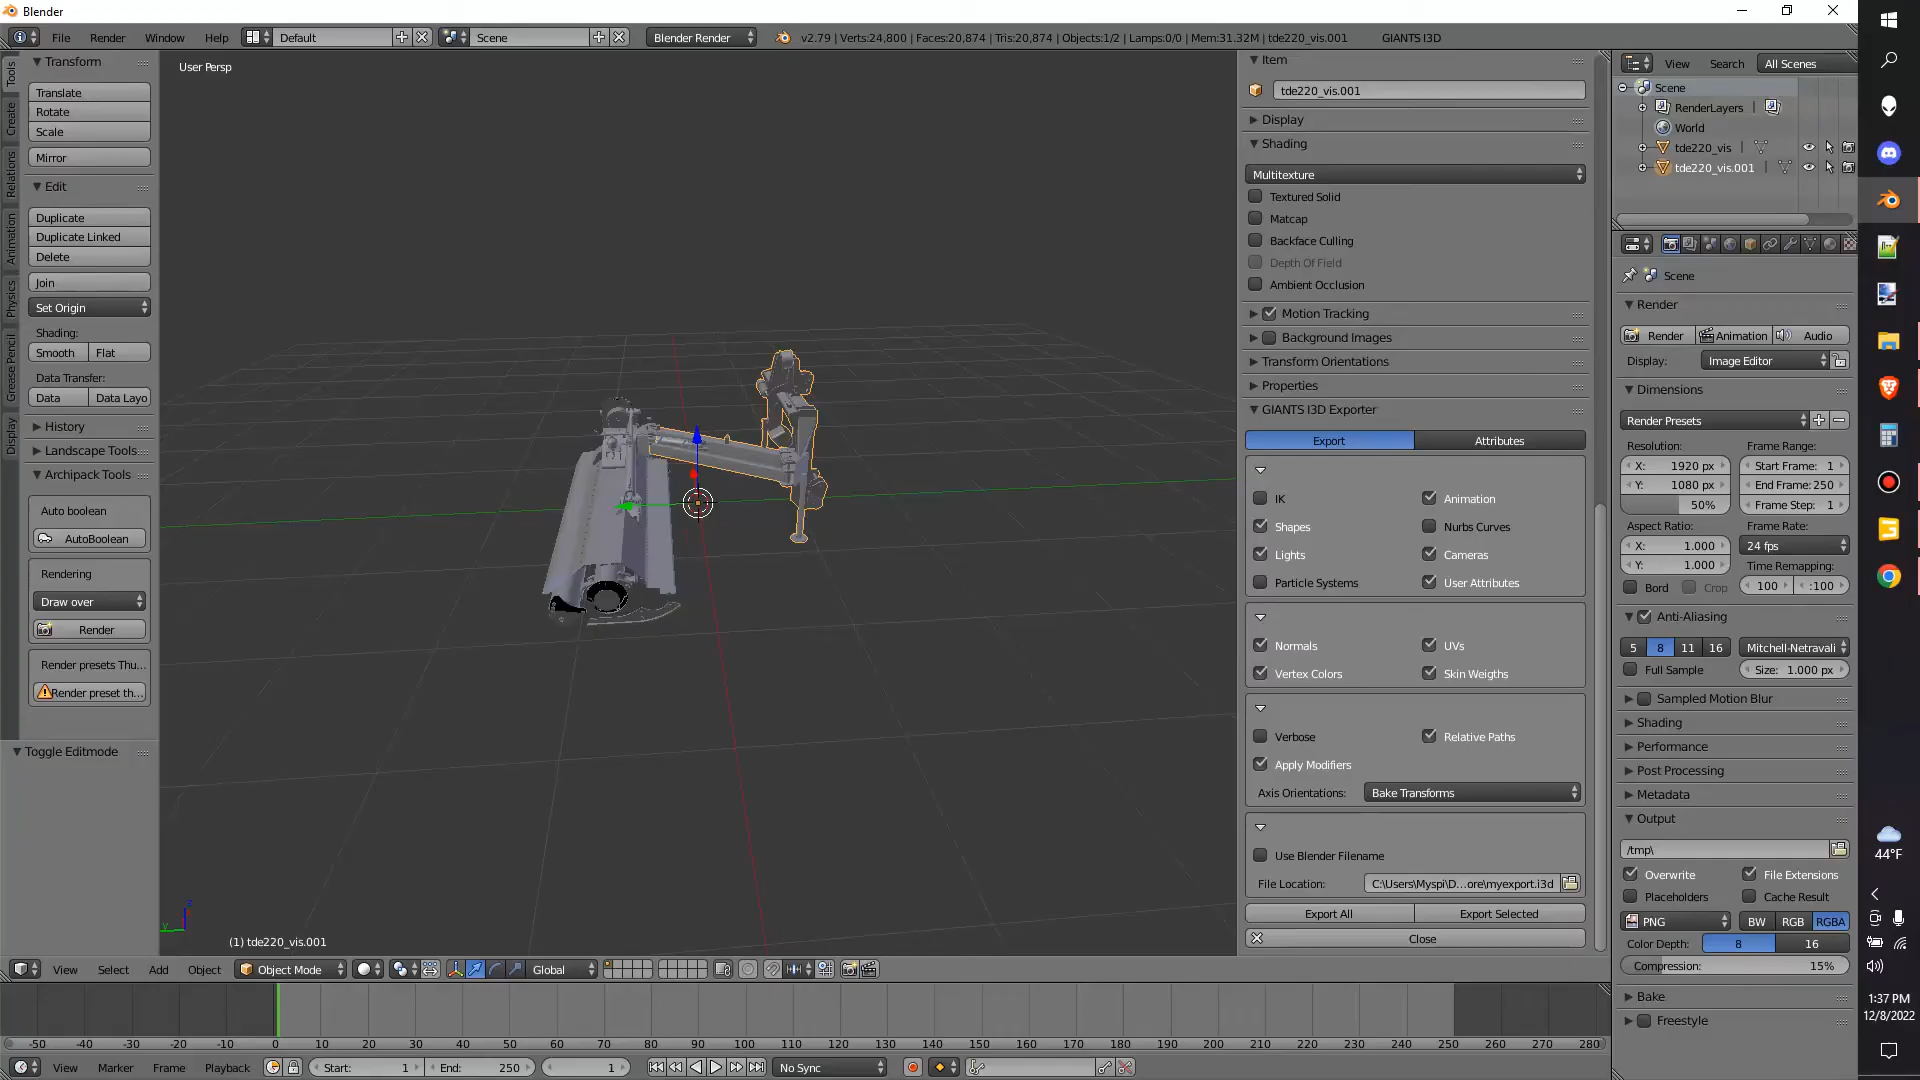 Blender
File Render Window Help Default Scene Blender Render v2.79 | Verts:24,800 | Faces:20,874 | Tris:20,874 | Objects:1/2 | Lamps:0/0 | Mem:31.32M | tde220_vis.001 GIANTS I3D
Tools
Create
Relations
Animation
Physics
Grease Pencil
Display
Transform
Translate
Rotate
Scale
Mirror
Edit
Duplicate
Duplicate Linked
Delete
Join
Set Origin
Shading:
Smooth Flat
Data Transfer:
Data Data Layo
History
Landscape Tools
Archipack Tools
Auto boolean
AutoBoolean
Rendering
Draw over
Render
Render presets Thu...
Render preset th...
Toggle Editmode
User Persp
(1) tde220_vis.001
Item
tde220_vis.001
Display
Shading
Multitexture
Textured Solid
Matcap
Backface Culling
Depth Of Field
Ambient Occlusion
Motion Tracking
Background Images
Transform Orientations
Properties
GIANTS I3D Exporter
Export Attributes
IK Animation
Shapes Nurbs Curves
Lights Cameras
Particle Systems User Attributes
Normals UVs
Vertex Colors Skin Weigths
Verbose Relative Paths
Apply Modifiers
Axis Orientations: Bake Transforms
Use Blender Filename
File Location: C:\Users\Myspi\D...ore\myexport.i3d
Export All Export Selected
Close
View Search All Scenes
Scene
RenderLayers |
World
tde220_vis |
tde220_vis.001
Scene
Render
Render Animation Audio
Display: Image Editor
Dimensions
Render Presets
Resolution: Frame Range:
X: 1920 px Start Frame: 1
Y: 1080 px End Frame: 250
50% Frame Step: 1
Aspect Ratio: Frame Rate:
X: 1.000 24 fps
Y: 1.000 Time Remapping:
Bord Crop 100 :100
Anti-Aliasing
5 8 11 16 Mitchell-Netravali
Full Sample Size: 1.000 px
Sampled Motion Blur
Shading
Performance
Post Processing
Metadata
Output
/tmp\
Overwrite File Extensions
Placeholders Cache Result
PNG BW RGB RGBA
Color Depth: 8 16
Compression: 15%
Bake
Freestyle
View Select Add Object Object Mode Global
-50 -40 -30 -20 -10 0 10 20 30 40 50 60 70 80 90 100 110 120 130 140 150 160 170 180 190 200 210 220 230 240 250 260 270 280
View Marker Frame Playback Start: 1 End: 250 1 No Sync
44°F
1:37 PM
12/8/2022